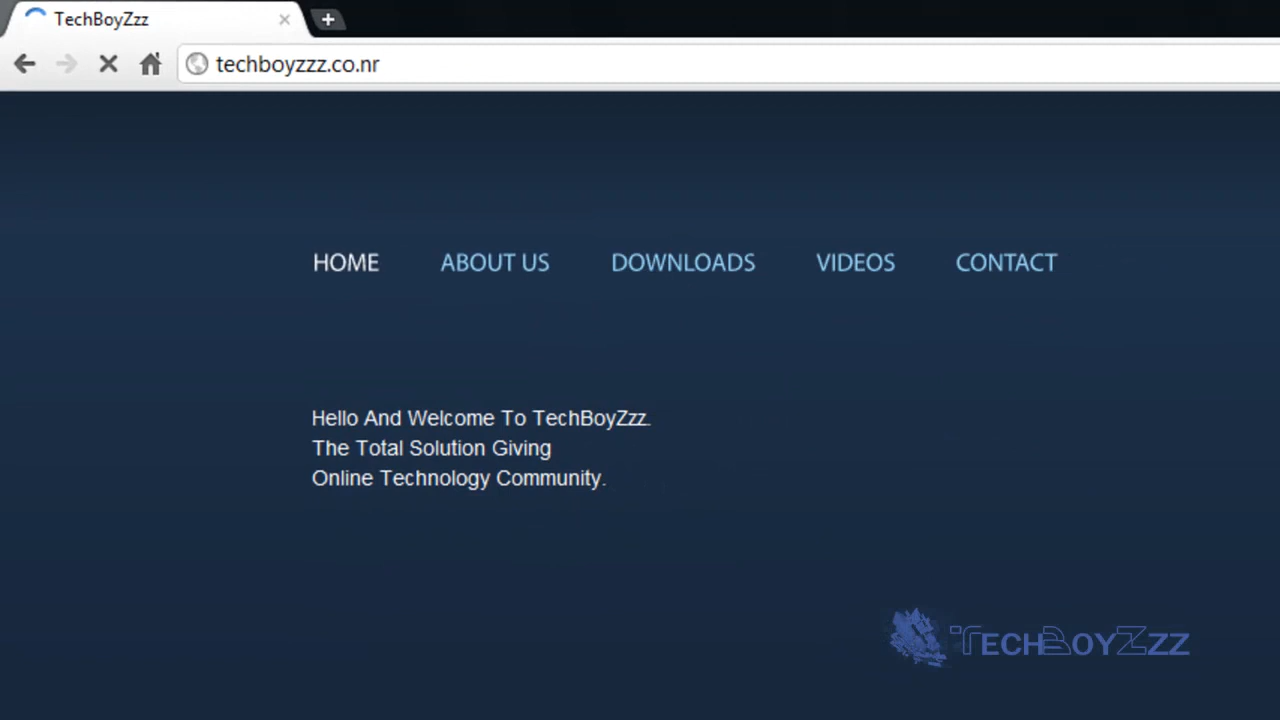 TechBoyZzz
techboyzzz.co.nr
HOME ABOUT US DOWNLOADS VIDEOS CONTACT
Hello And Welcome To TechBoyZzz.
The Total Solution Giving
Online Technology Community.
TECHBOYZZZ